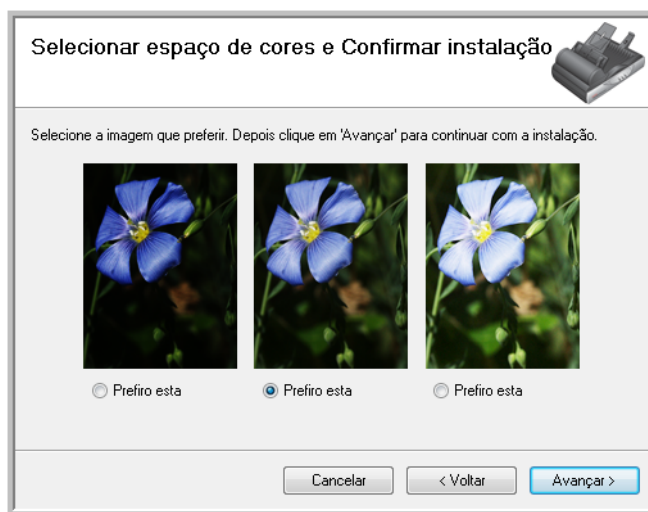 Selecionar espaço de cores e Confirmar instalação
Selecione a imagem que preferir. Depois clique em 'Avançar' para continuar com a instalação.
Prefiro esta Prefiro esta Prefiro esta
Cancelar < Voltar Avançar >